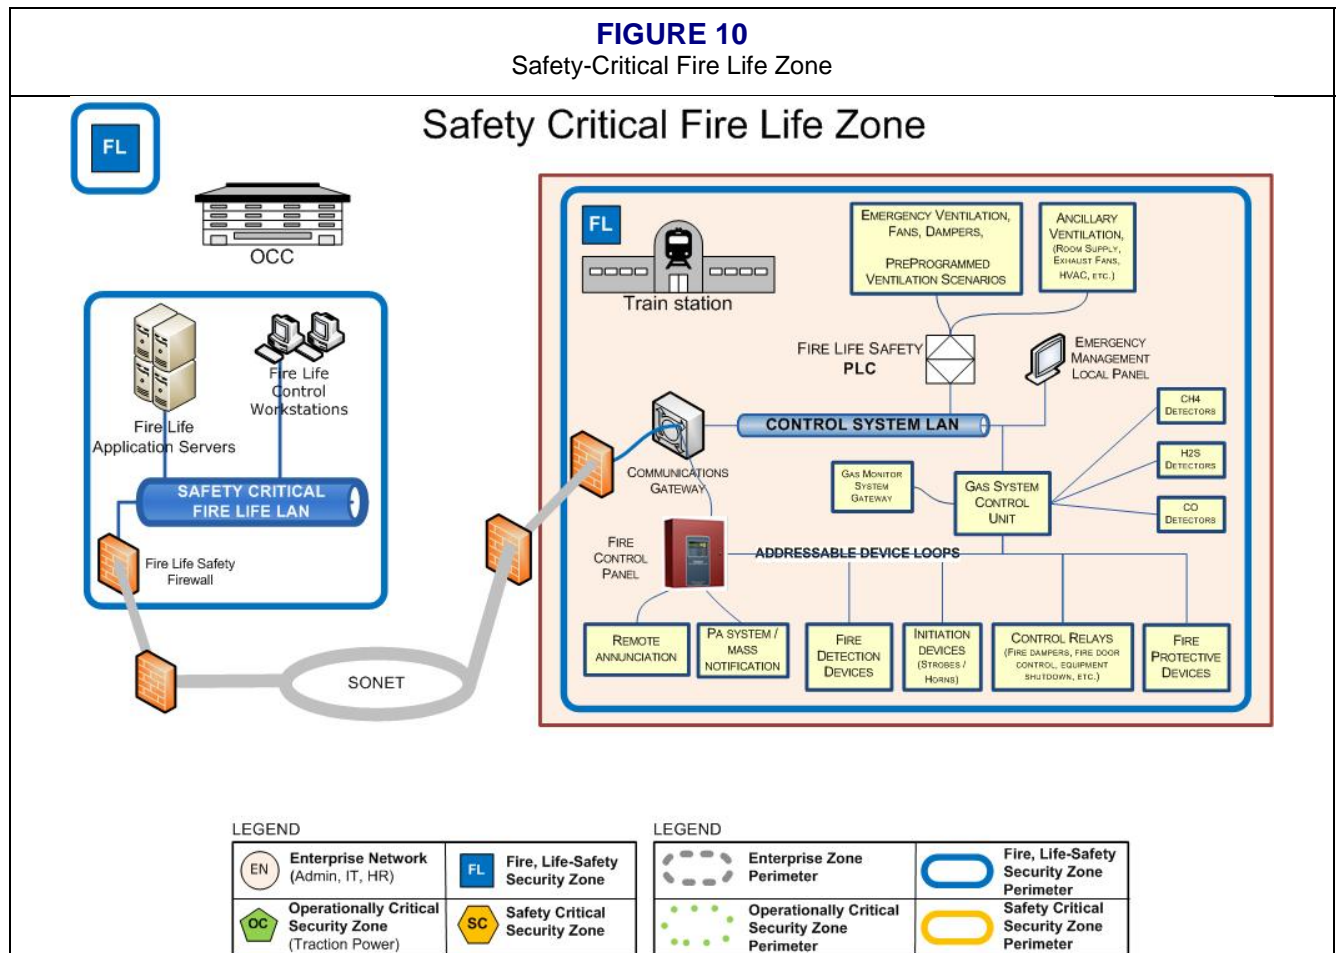 FIGURE 10
Safety-Critical Fire Life Zone
Safety Critical Fire Life Zone
FL
OCC
Fire Life
Application Servers
Fire Life
Control
Workstations
SAFETY CRITICAL
FIRE LIFE LAN
Fire Life Safety
Firewall
SONET
FL
Train station
EMERGENCY VENTILATION,
FANS, DAMPERS,
PREPROGRAMMED
VENTILATION SCENARIOS
ANCILLARY
VENTILATION,
(ROOM SUPPLY,
EXHAUST FANS,
HVAC, ETC.)
FIRE LIFE SAFETY
PLC
EMERGENCY
MANAGEMENT
LOCAL PANEL
CONTROL SYSTEM LAN
COMMUNICATIONS
GATEWAY
GAS MONITOR
SYSTEM
GATEWAY
GAS SYSTEM
CONTROL
UNIT
CH4
DETECTORS
H2S
DETECTORS
CO
DETECTORS
FIRE
CONTROL
PANEL
ADDRESSABLE DEVICE LOOPS
REMOTE
ANNUNCIATION
PA SYSTEM /
MASS
NOTIFICATION
FIRE
DETECTION
DEVICES
INITIATION
DEVICES
(STROBES /
HORNS)
CONTROL RELAYS
(FIRE DAMPERS, FIRE DOOR
CONTROL, EQUIPMENT
SHUTDOWN, ETC.)
FIRE
PROTECTIVE
DEVICES
LEGEND
EN
Enterprise Network
(Admin, IT, HR)
FL
Fire, Life-Safety
Security Zone
OC
Operationally Critical
Security Zone
(Traction Power)
SC
Safety Critical
Security Zone
LEGEND
Enterprise Zone
Perimeter
Fire, Life-Safety
Security Zone
Perimeter
Operationally Critical
Security Zone
Perimeter
Safety Critical
Security Zone
Perimeter